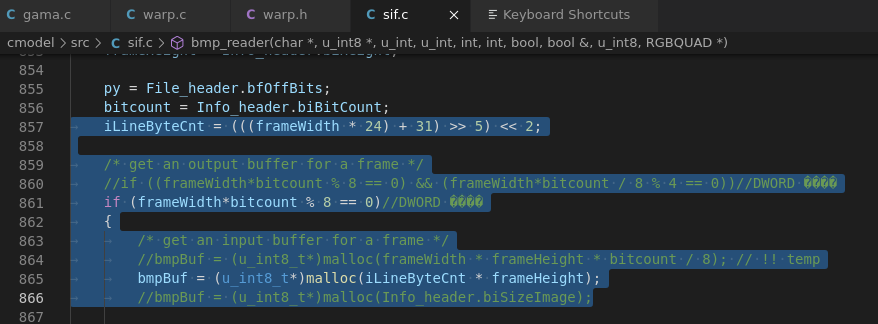 gama.c warp.c warp.h sif.c Keyboard Shortcuts
cmodel > src > sif.c > bmp_reader(char *, u_int8 *, u_int, u_int, int, int, bool, bool &, u_int8, RGBQUAD *)
854
855 py = File_header.bfOffBits;
856 bitcount = Info_header.biBitCount;
857 iLineByteCnt = (((frameWidth * 24) + 31) >> 5) << 2;
858
859 /* get an output buffer for a frame */
860 //if ((frameWidth*bitcount % 8 == 0) && (frameWidth*bitcount / 8 % 4 == 0))//DWORD ����
861 if (frameWidth*bitcount % 8 == 0)//DWORD ����
862 {
863 /* get an input buffer for a frame */
864 //bmpBuf = (u_int8_t*)malloc(frameWidth * frameHeight * bitcount / 8); // !! temp
865 bmpBuf = (u_int8_t*)malloc(iLineByteCnt * frameHeight);
866 //bmpBuf = (u_int8_t*)malloc(Info_header.biSizeImage);
867